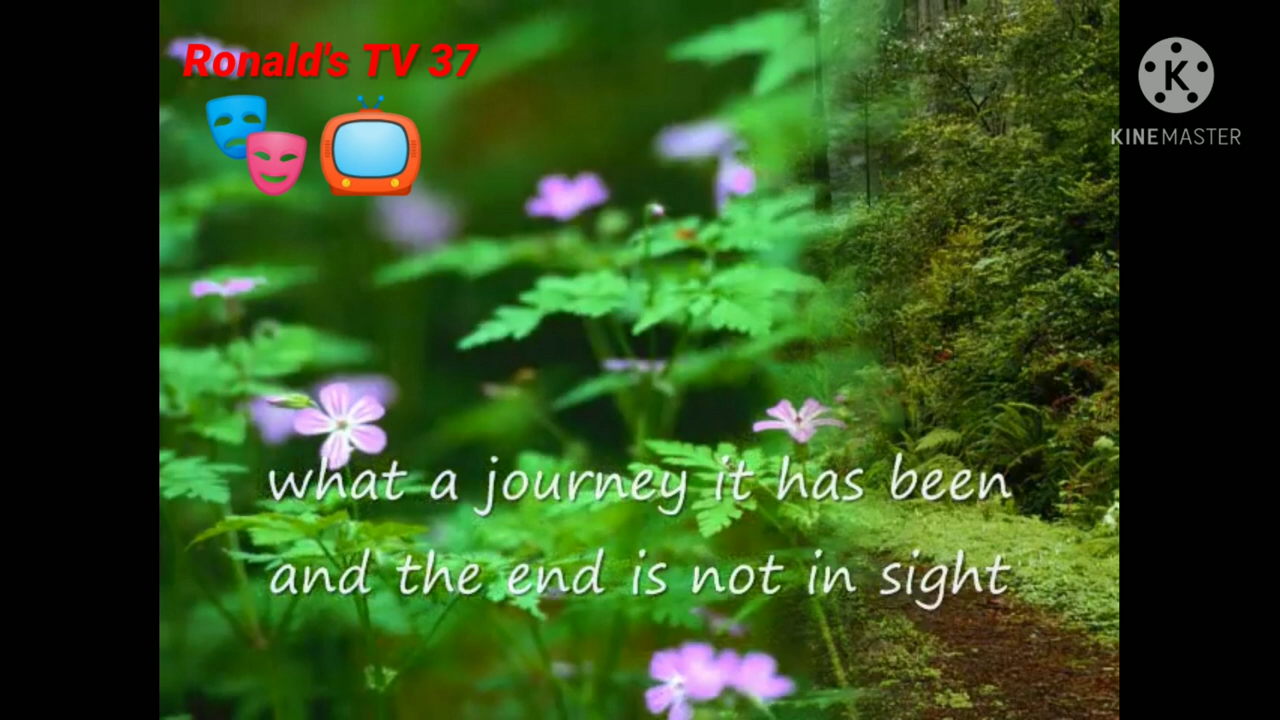 Ronald's TV 37
KINEMASTER
what a journey it has been
and the end is not in sight